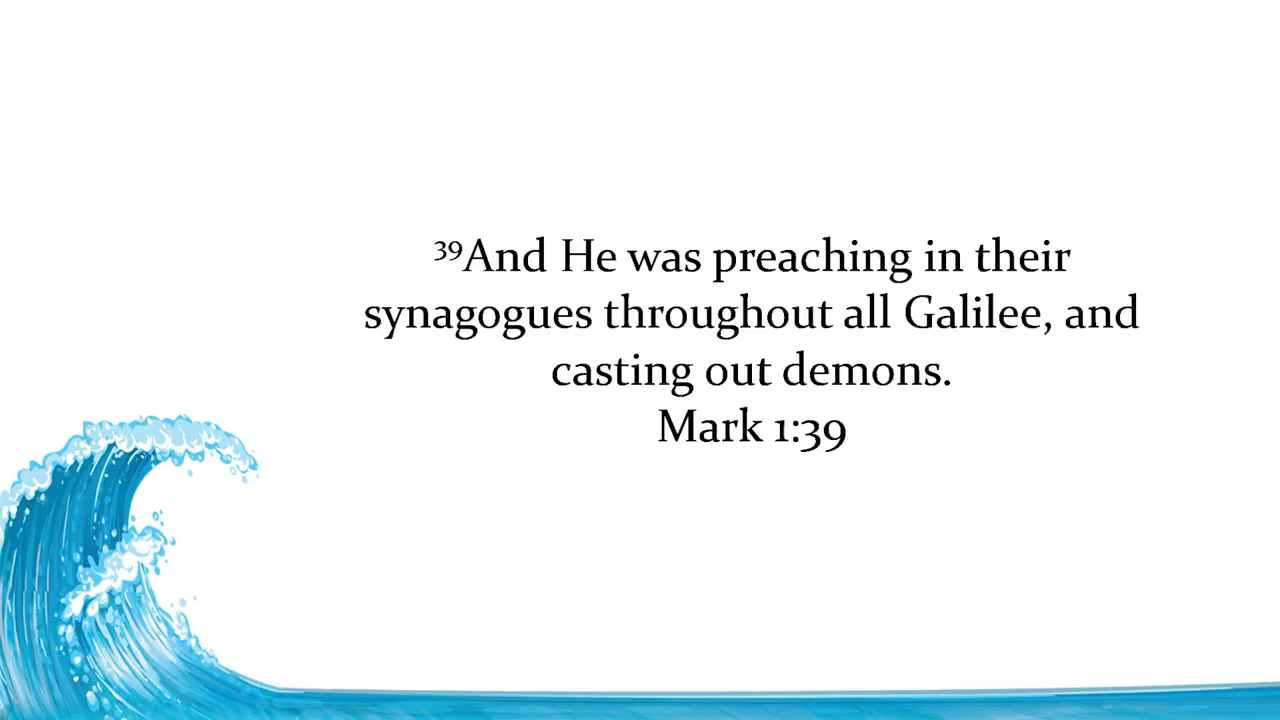 ³⁹And He was preaching in their
synagogues throughout all Galilee, and
casting out demons.
Mark 1:39